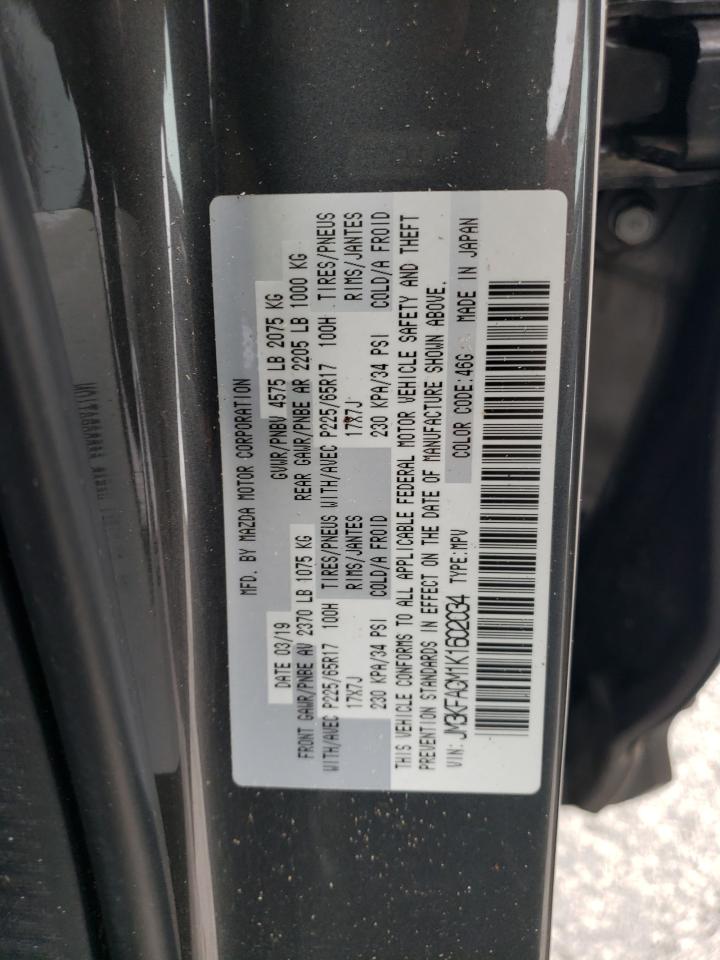 MFD. BY MAZDA MOTOR CORPORATION
DATE 03/19 GVWR/PNBV 4575 LB 2075 KG
FRONT GAWR/PNBE AV 2370 LB 1075 KG REAR GAWR/PNBE AR 2205 LB 1000 KG
WITH/AVEC P225/65R17 100H TIRES/PNEUS WITH/AVEC P225/65R17 100H TIRES/PNEUS
17X7J RIMS/JANTES 17X7J RIMS/JANTES
230 KPA/34 PSI COLD/A FROID 230 KPA/34 PSI COLD/A FROID
THIS VEHICLE CONFORMS TO ALL APPLICABLE FEDERAL MOTOR VEHICLE SAFETY AND THEFT
PREVENTION STANDARDS IN EFFECT ON THE DATE OF MANUFACTURE SHOWN ABOVE.
VIN: JM3KFACM1K1602034 TYPE:MPV COLOR CODE:46G MADE IN JAPAN